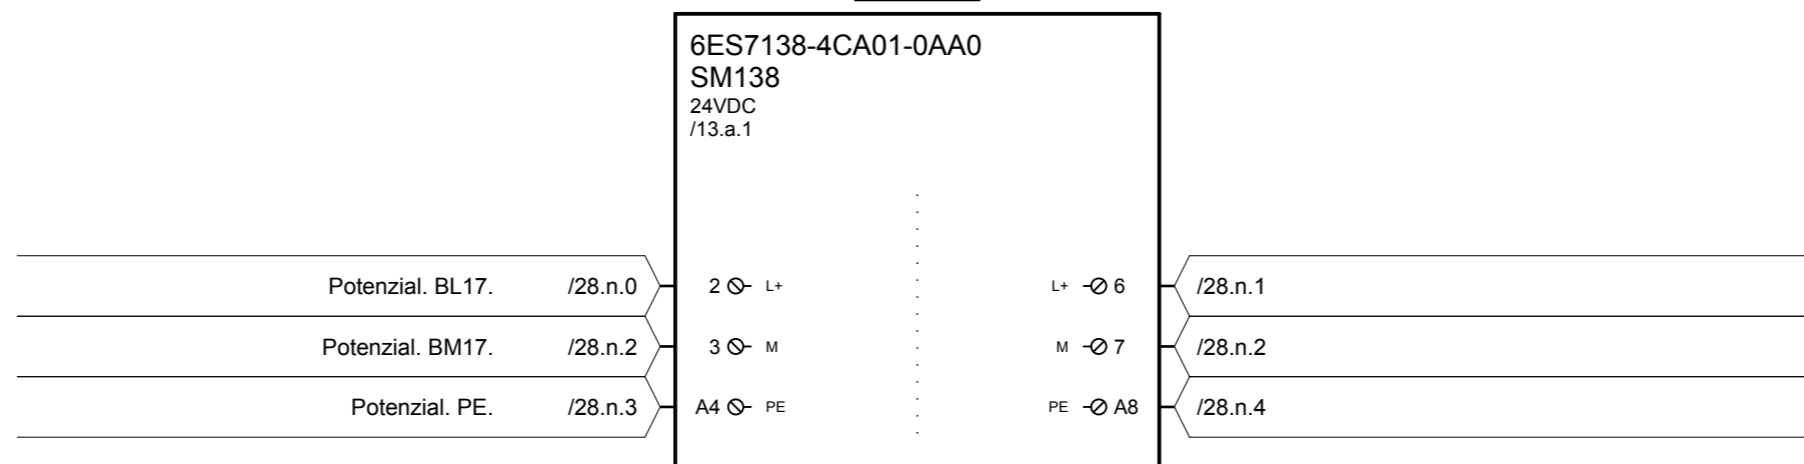 6ES7138-4CA01-0AA0
SM138
24VDC
/13.a.1
Potenzial. BL17. /28.n.0 2 L+ L+ 6 /28.n.1
Potenzial. BM17. /28.n.2 3 M M 7 /28.n.2
Potenzial. PE. /28.n.3 A4 PE PE A8 /28.n.4